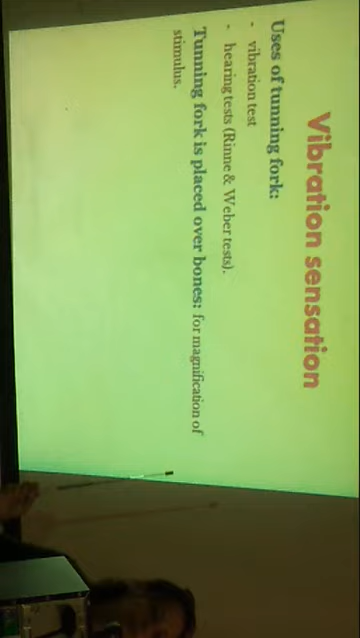 Vibration sensation
Uses of tunning fork:
- vibration test
- hearing tests (Rinne & Weber tests).
Tunning fork is placed over bones: for magnification of
stimulus.